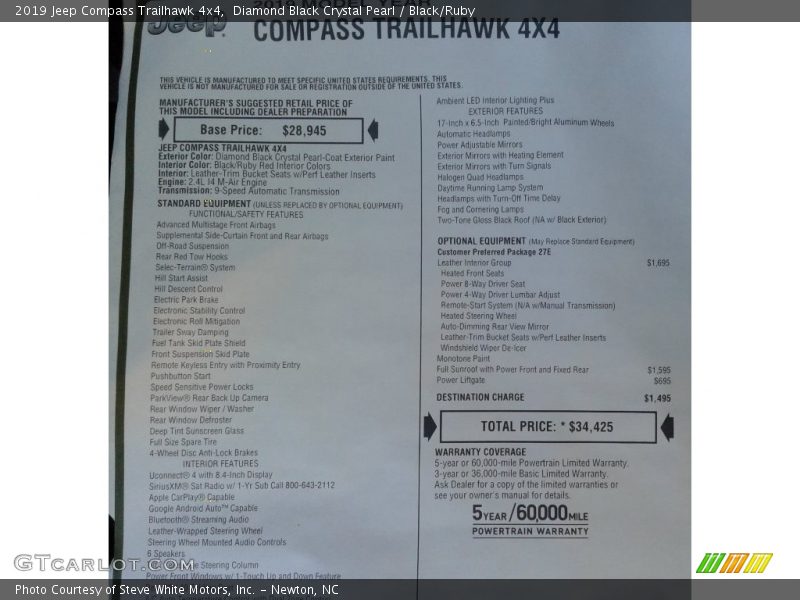 2019 Jeep Compass Trailhawk 4x4, Diamond Black Crystal Pearl / Black/Ruby
Jeep
2019 MODEL YEAR
COMPASS TRAILHAWK 4X4
THIS VEHICLE IS MANUFACTURED TO MEET SPECIFIC UNITED STATES REQUIREMENTS. THIS
VEHICLE IS NOT MANUFACTURED FOR SALE OR REGISTRATION OUTSIDE OF THE UNITED STATES.
MANUFACTURER'S SUGGESTED RETAIL PRICE OF
THIS MODEL INCLUDING DEALER PREPARATION
Base Price: $28,945
JEEP COMPASS TRAILHAWK 4X4
Exterior Color: Diamond Black Crystal Pearl-Coat Exterior Paint
Interior Color: Black/Ruby Red Interior Colors
Interior: Leather-Trim Bucket Seats w/Perf Leather Inserts
Engine: 2.4L I4 M-Air Engine
Transmission: 9-Speed Automatic Transmission
STANDARD EQUIPMENT (UNLESS REPLACED BY OPTIONAL EQUIPMENT)
FUNCTIONAL/SAFETY FEATURES
Advanced Multistage Front Airbags
Supplemental Side-Curtain Front and Rear Airbags
Off-Road Suspension
Rear Red Tow Hooks
Selec-Terrain® System
Hill Start Assist
Hill Descent Control
Electric Park Brake
Electronic Stability Control
Electronic Roll Mitigation
Trailer Sway Damping
Fuel Tank Skid Plate Shield
Front Suspension Skid Plate
Remote Keyless Entry with Proximity Entry
Pushbutton Start
Speed Sensitive Power Locks
ParkView® Rear Back Up Camera
Rear Window Wiper / Washer
Rear Window Defroster
Deep Tint Sunscreen Glass
Full Size Spare Tire
4-Wheel Disc Anti-Lock Brakes
INTERIOR FEATURES
Uconnect® 4 with 8.4-Inch Display
SiriusXM® Sat Radio w/ 1-Yr Sub Call 800-643-2112
Apple CarPlay® Capable
Google Android Auto™ Capable
Bluetooth® Streaming Audio
Leather-Wrapped Steering Wheel
Steering Wheel Mounted Audio Controls
6 Speakers
Steering Column
Power Front Windows w/ 1-Touch Up and Down Feature
Ambient LED Interior Lighting Plus
EXTERIOR FEATURES
17-Inch x 6.5-Inch Painted/Bright Aluminum Wheels
Automatic Headlamps
Power Adjustable Mirrors
Exterior Mirrors with Heating Element
Exterior Mirrors with Turn Signals
Halogen Quad Headlamps
Daytime Running Lamp System
Headlamps with Turn-Off Time Delay
Fog and Cornering Lamps
Two-Tone Gloss Black Roof (NA w/ Black Exterior)
OPTIONAL EQUIPMENT (May Replace Standard Equipment)
Customer Preferred Package 27E
Leather Interior Group $1,695
Heated Front Seats
Power 8-Way Driver Seat
Power 4-Way Driver Lumbar Adjust
Remote-Start System (N/A w/Manual Transmission)
Heated Steering Wheel
Auto-Dimming Rear View Mirror
Leather-Trim Bucket Seats w/Perf Leather Inserts
Windshield Wiper De-Icer
Monotone Paint
Full Sunroof with Power Front and Fixed Rear $1,595
Power Liftgate $695
DESTINATION CHARGE $1,495
TOTAL PRICE: * $34,425
WARRANTY COVERAGE
5-year or 60,000-mile Powertrain Limited Warranty.
3-year or 36,000-mile Basic Limited Warranty.
Ask Dealer for a copy of the limited warranties or
see your owner's manual for details.
5 YEAR / 60,000 MILE
POWERTRAIN WARRANTY
GTCARLOT.COM
Photo Courtesy of Steve White Motors, Inc. – Newton, NC